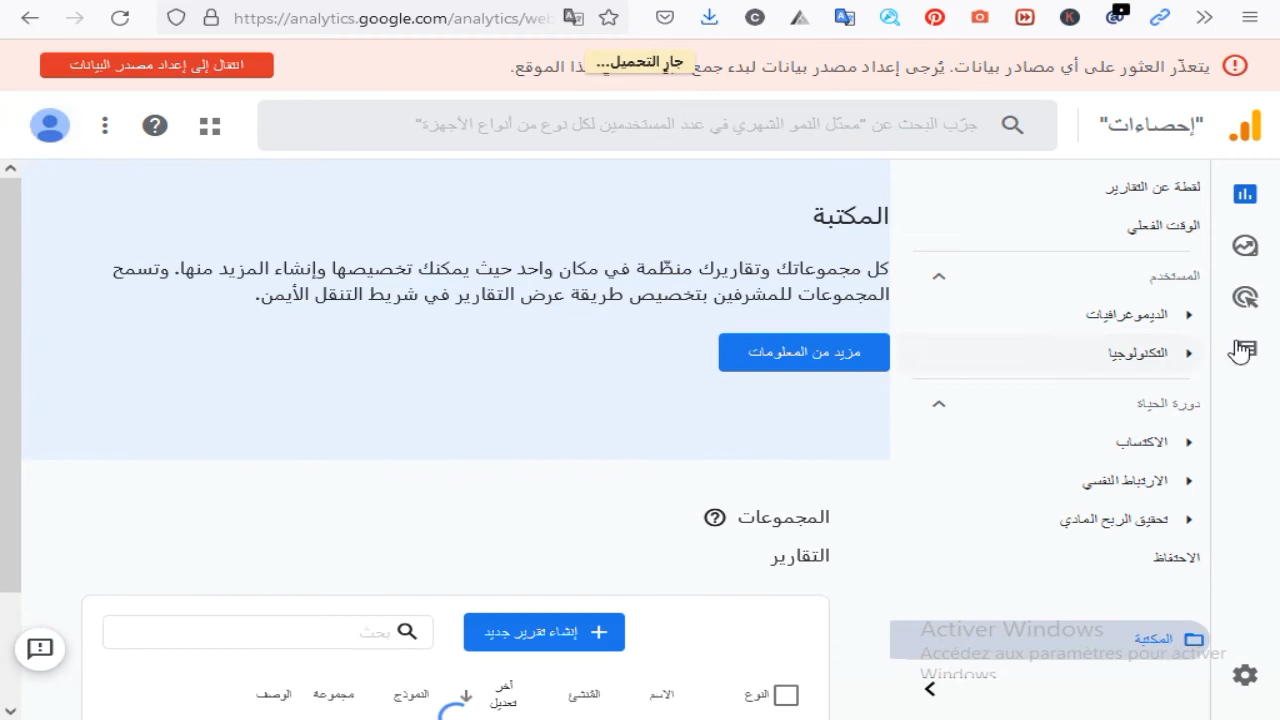 https://analytics.google.com/analytics/web
يتعذّر العثور على أي مصادر بيانات. يُرجى إعداد مصدر بيانات لبدء جمع
ذا الموقع.
جارٍ التحميل...
انتقال إلى إعداد مصدر البيانات
"إحصاءات"
جرّب البحث عن "معدّل النمو الشهري في عدد المستخدمين لكل نوع من أنواع الأجهزة"
لقطة عن التقارير
الوقت الفعلي
المستخدم
الديموغرافيات
التكنولوجيا
دورة الحياة
الاكتساب
الارتباط النفسي
تحقيق الربح المادي
الاحتفاظ
المكتبة
المكتبة
كل مجموعاتك وتقاريرك منظّمة في مكان واحد حيث يمكنك تخصيصها وإنشاء المزيد منها. وتسمح
المجموعات للمشرفين بتخصيص طريقة عرض التقارير في شريط التنقل الأيمن.
مزيد من المعلومات
المجموعات
التقارير
إنشاء تقرير جديد
بحث
النوع
الاسم
المُنشئ
آخر تعديل
النموذج
مجموعة
الوصف
Activer Windows
Accédez aux paramètres pour activer
Windows.